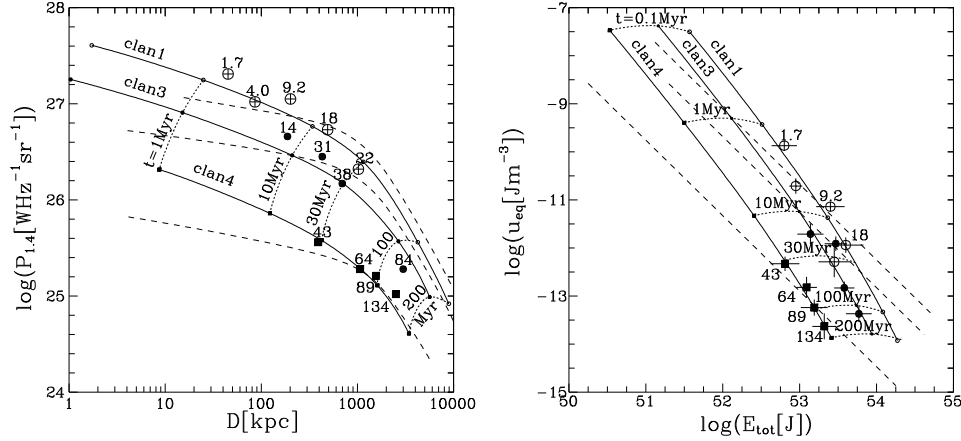 28
clan1
1.7
9.2
4.0
27
clan3
18
14
t=1Myr
31
22
38
10Myr
clan4
26
30Myr
43
100
64
84
89
25
134
200
Myr
24
1
10
100
1000
10000
D[kpc]
log(P1.4[WHz−1sr−1])
−7
t=0.1Myr
clan1
clan3
clan4
−9
1Myr
1.7
−11
9.2
10Myr
18
30Myr
43
64
−13
100Myr
89
200Myr
134
−15
50
51
52
53
54
55
log(Etot[J])
log(ueq[Jm−3])